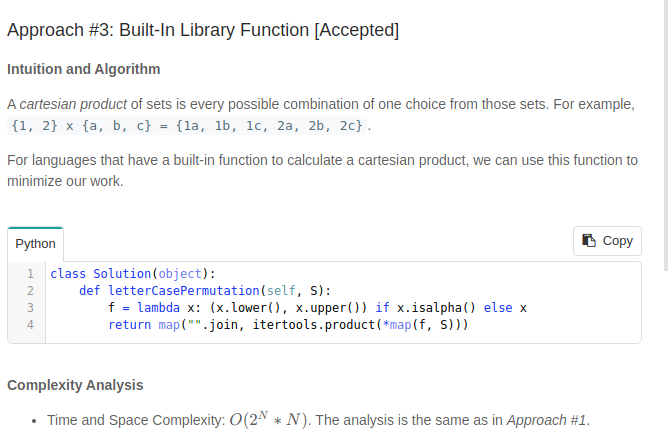 Approach #3: Built-In Library Function [Accepted]
Intuition and Algorithm
A cartesian product of sets is every possible combination of one choice from those sets. For example,
{1, 2} x {a, b, c} = {1a, 1b, 1c, 2a, 2b, 2c}.
For languages that have a built-in function to calculate a cartesian product, we can use this function to
minimize our work.
Python
Copy
1 class Solution(object):
2     def letterCasePermutation(self, S):
3         f = lambda x: (x.lower(), x.upper()) if x.isalpha() else x
4         return map("".join, itertools.product(*map(f, S)))
Complexity Analysis
• Time and Space Complexity: O(2^N * N). The analysis is the same as in Approach #1.